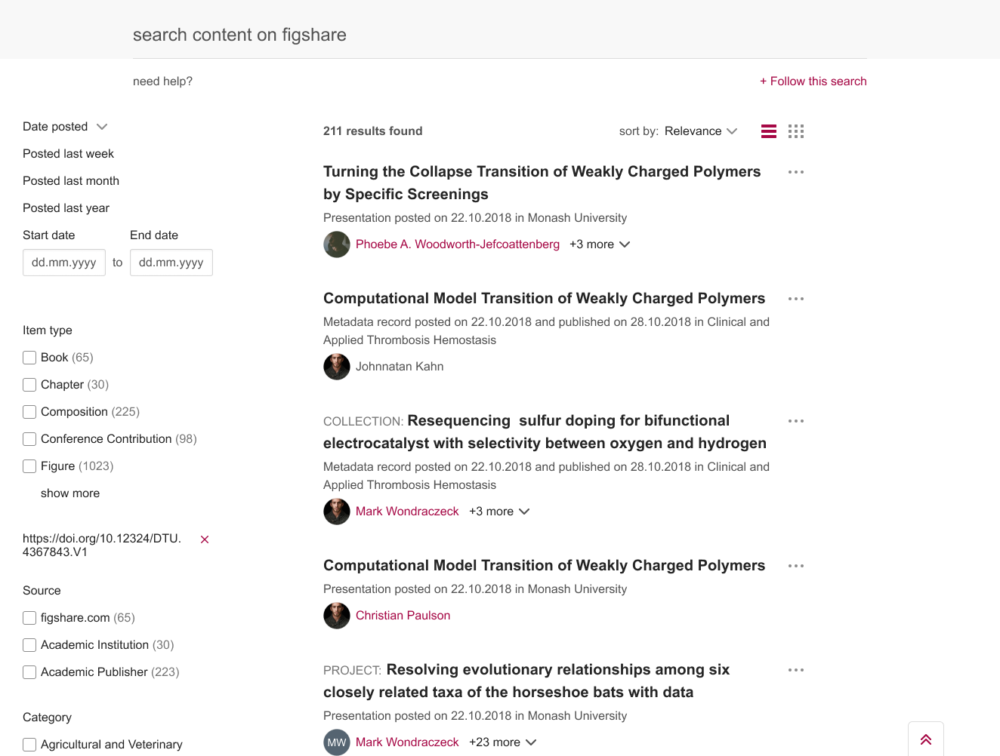 search content on figshare
need help?
+ Follow this search
Date posted
Posted last week
Posted last month
Posted last year
Start date
End date
dd.mm.yyyy to dd.mm.yyyy
Item type
Book (65)
Chapter (30)
Composition (225)
Conference Contribution (98)
Figure (1023)
show more
https://doi.org/10.12324/DTU.
4367843.V1
Source
figshare.com (65)
Academic Institution (30)
Academic Publisher (223)
Category
Agricultural and Veterinary
211 results found
sort by: Relevance
Turning the Collapse Transition of Weakly Charged Polymers
by Specific Screenings
Presentation posted on 22.10.2018 in Monash University
Phoebe A. Woodworth-Jefcoattenberg +3 more
Computational Model Transition of Weakly Charged Polymers
Metadata record posted on 22.10.2018 and published on 28.10.2018 in Clinical and
Applied Thrombosis Hemostasis
Johnnatan Kahn
COLLECTION: Resequencing sulfur doping for bifunctional
electrocatalyst with selectivity between oxygen and hydrogen
Metadata record posted on 22.10.2018 and published on 28.10.2018 in Clinical and
Applied Thrombosis Hemostasis
Mark Wondraczeck +3 more
Computational Model Transition of Weakly Charged Polymers
Presentation posted on 22.10.2018 in Monash University
Christian Paulson
PROJECT: Resolving evolutionary relationships among six
closely related taxa of the horseshoe bats with data
Presentation posted on 22.10.2018 in Monash University
MW Mark Wondraczeck +23 more